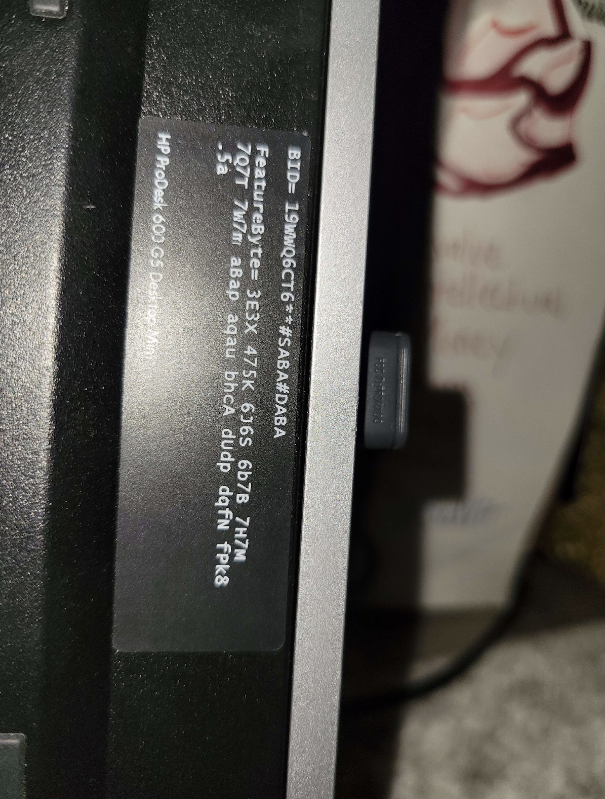 BID= 19WWQ6CT6**#SABA#DABA
FeatureByte= 3E3X 475K 6J6S 6b7B 7H7M
7Q7T 7W7m aBap aqau bhcA dudp dqfN fPk8
.5a
HP ProDesk 600 G5 Desktop Mini